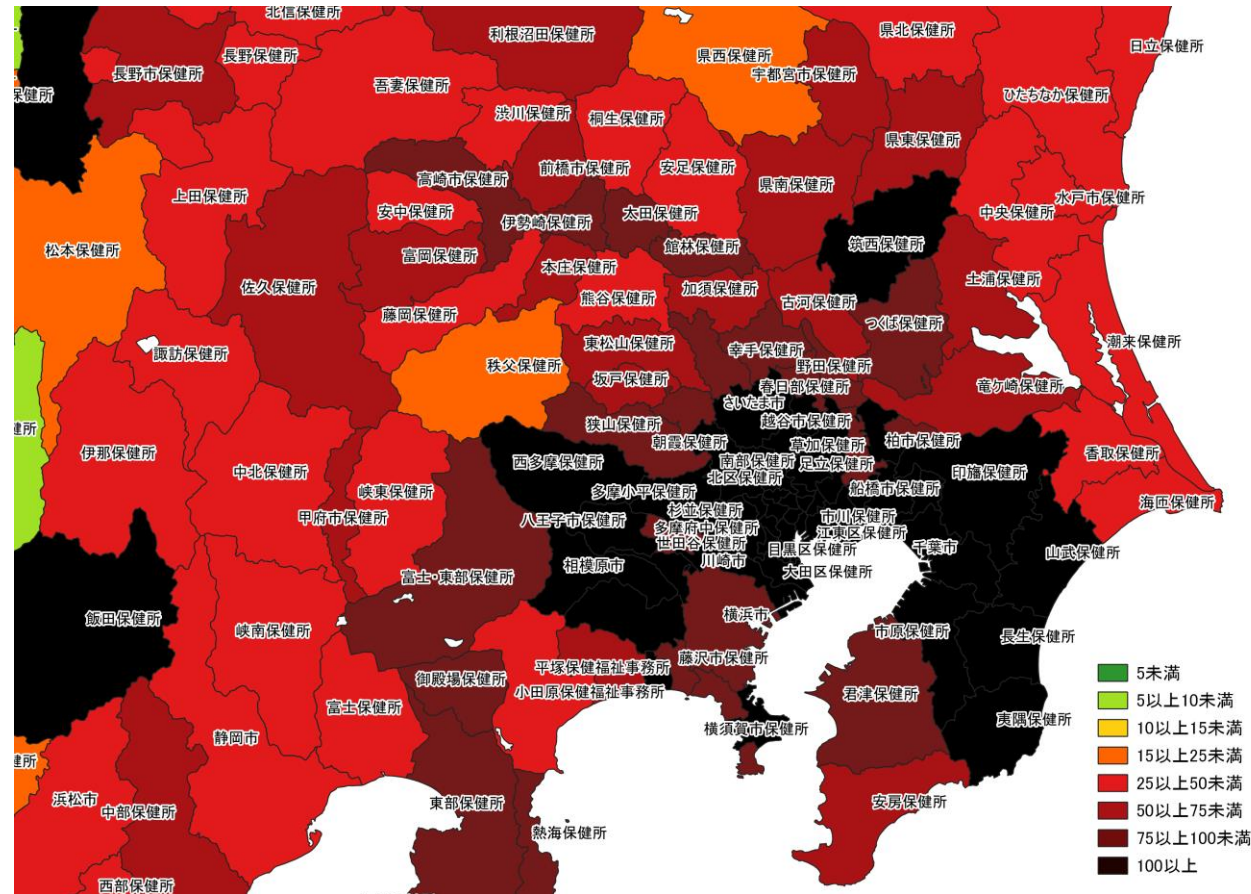 北信保健所
利根沼田保健所
県北保健所
日立保健所
県西保健所
長野市保健所
長野保健所
宇都宮市保健所
吾妻保健所
保健所
ひたちなか保健所
渋川保健所
桐生保健所
県東保健所
前橋市保健所
安足保健所
高崎市保健所
県南保健所
上田保健所
水戸市保健所
安中保健所
太田保健所
中央保健所
伊勢崎保健所
筑西保健所
館林保健所
松本保健所
富岡保健所
本庄保健所
土浦保健所
佐久保健所
加須保健所
熊谷保健所
古河保健所
藤岡保健所
つくば保健所
潮来保健所
東松山保健所
幸手保健所
諏訪保健所
秩父保健所
野田保健所
坂戸保健所
春日部保健所
竜ケ崎保健所
さいたま市
越谷市保健所
狭山保健所
健所
朝霞保健所
草加保健所
柏市保健所
伊那保健所
香取保健所
西多摩保健所
南部保健所
足立保健所
中北保健所
峡東保健所
北区保健所
印旛保健所
船橋市保健所
多摩小平保健所
海匝保健所
杉並保健所
甲府市保健所
八王子市保健所
市川保健所
多摩府中保健所
江東区保健所
世田谷保健所
目黒区保健所
千葉市
山武保健所
川崎市
相模原市
大田区保健所
富士・東部保健所
横浜市
飯田保健所
峡南保健所
市原保健所
長生保健所
藤沢市保健所
平塚保健福祉事務所
御殿場保健所
小田原保健福祉事務所
君津保健所
富士保健所
夷隅保健所
横須賀市保健所
静岡市
健所
浜松市
中部保健所
東部保健所
安房保健所
熱海保健所
西部保健所
5未満
5以上10未満
10以上15未満
15以上25未満
25以上50未満
50以上75未満
75以上100未満
100以上